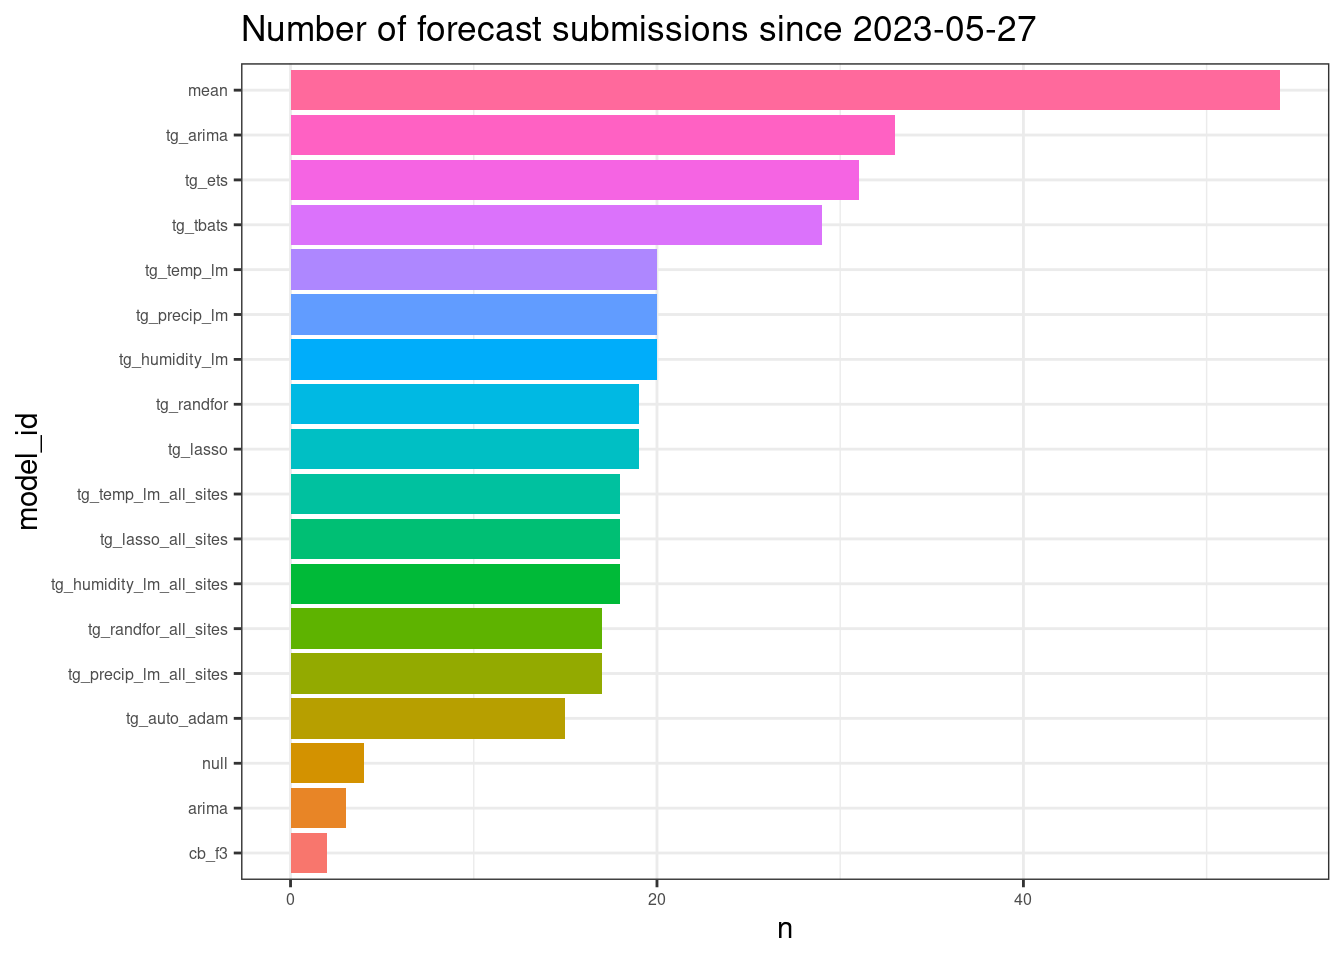 Number of forecast submissions since 2023-05-27
mean
tg_arima
tg_ets
tg_tbats
tg_temp_lm
tg_precip_lm
tg_humidity_lm
tg_randfor
tg_lasso
tg_temp_lm_all_sites
tg_lasso_all_sites
tg_humidity_lm_all_sites
tg_randfor_all_sites
tg_precip_lm_all_sites
tg_auto_adam
null
arima
cb_f3
model_id
0 20 40
n